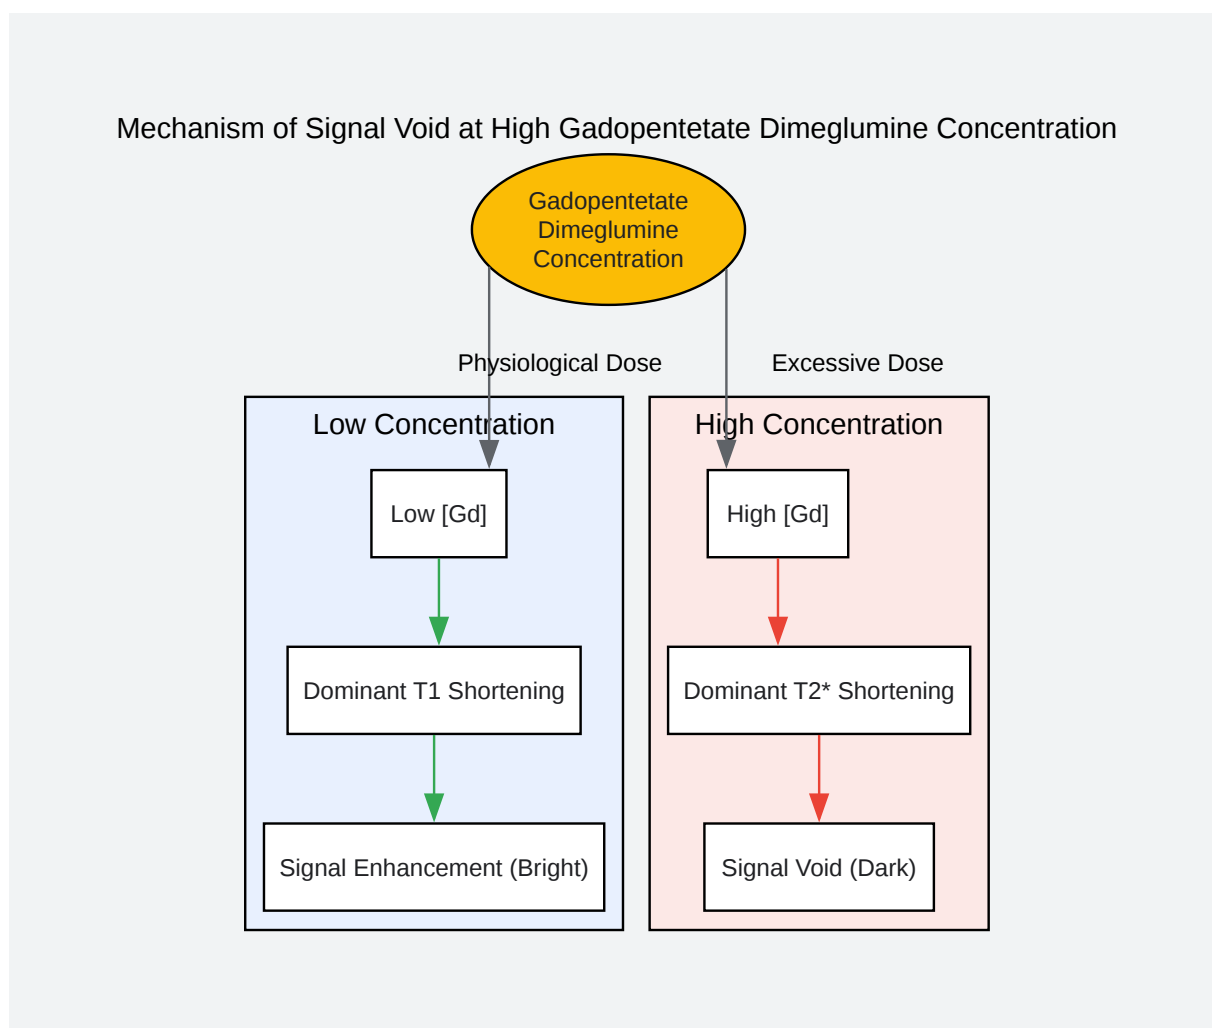 Mechanism of Signal Void at High Gadopentetate Dimeglumine Concentration
Gadopentetate
Dimeglumine
Concentration
Physiological Dose
Excessive Dose
Low Concentration
Low [Gd]
Dominant T1 Shortening
Signal Enhancement (Bright)
High Concentration
High [Gd]
Dominant T2* Shortening
Signal Void (Dark)